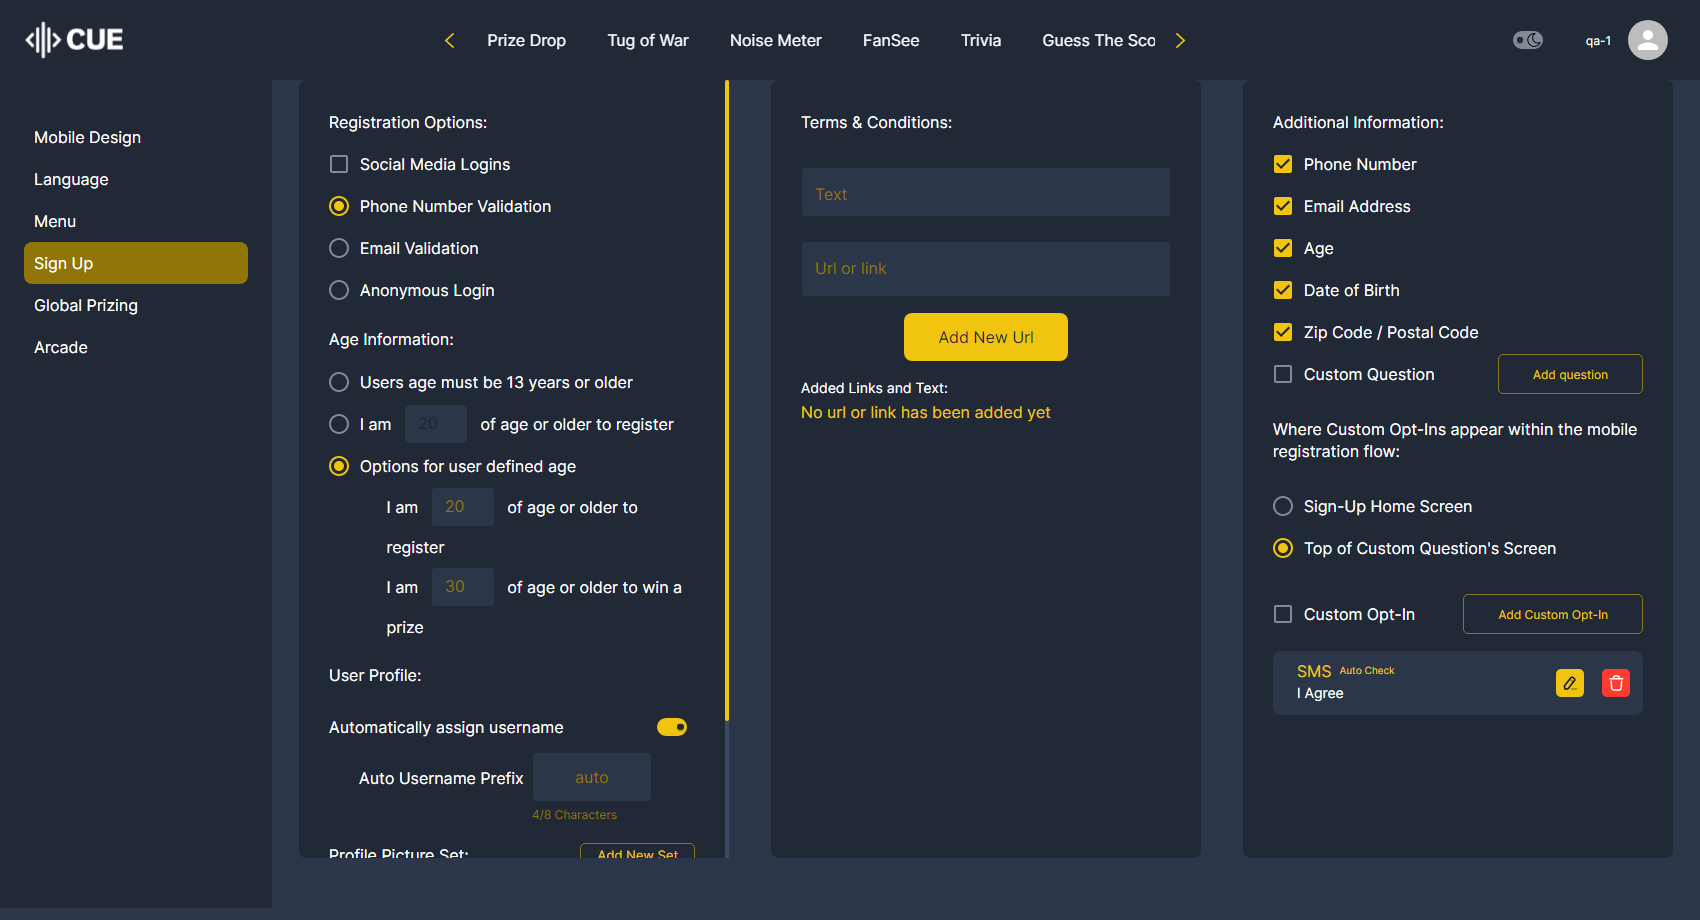 CUE
Prize Drop
Tug of War
Noise Meter
FanSee
Trivia
Guess The Sco
qa-1
Mobile Design
Language
Menu
Sign Up
Global Prizing
Arcade
Registration Options:
Social Media Logins
Phone Number Validation
Email Validation
Anonymous Login
Age Information:
Users age must be 13 years or older
I am 20 of age or older to register
Options for user defined age
I am 20 of age or older to
register
I am 30 of age or older to win a
prize
User Profile:
Automatically assign username
Auto Username Prefix auto
4/8 Characters
Profile Picture Set:
Add New Set
Terms & Conditions:
Text
Url or link
Add New Url
Added Links and Text:
No url or link has been added yet
Additional Information:
Phone Number
Email Address
Age
Date of Birth
Zip Code / Postal Code
Custom Question
Add question
Where Custom Opt-Ins appear within the mobile
registration flow:
Sign-Up Home Screen
Top of Custom Question's Screen
Custom Opt-In
Add Custom Opt-In
SMS Auto Check
I Agree